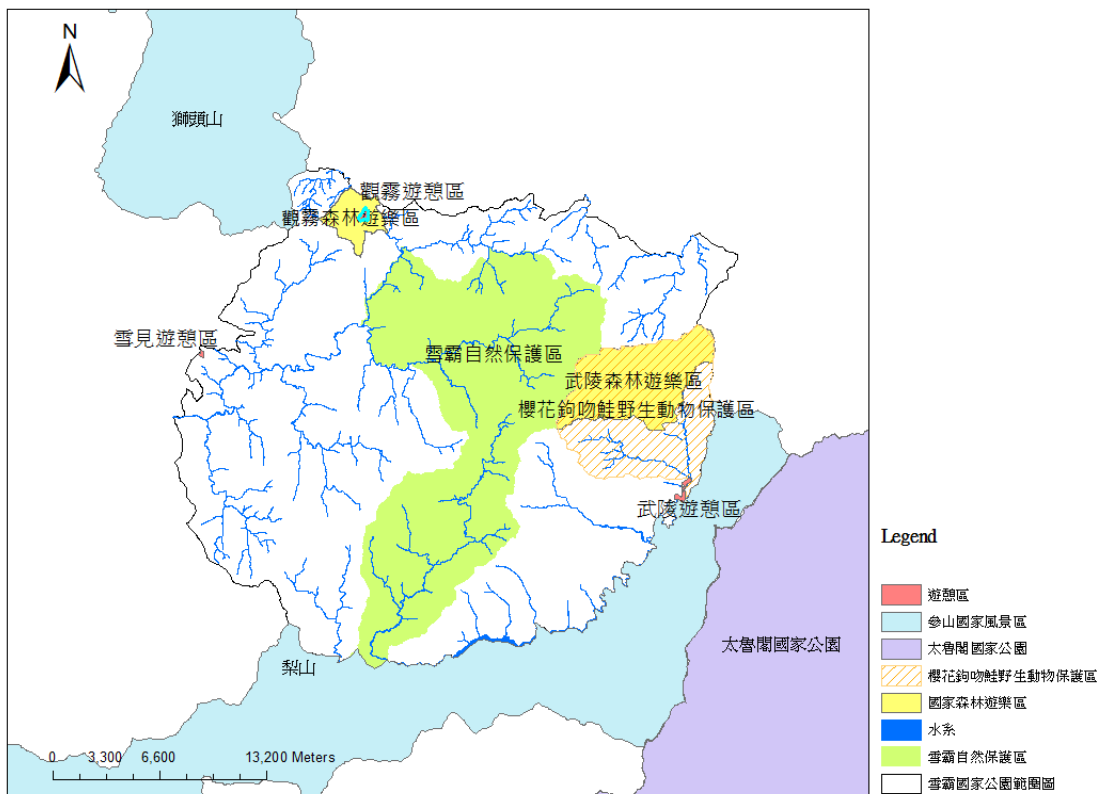 N
獅頭山
觀霧遊憩區
觀霧森林遊樂區
雪見遊憩區
雪霸自然保護區
武陵森林遊樂區
櫻花鉤吻鮭野生動物保護區
武陵遊憩區
太魯閣國家公園
梨山
0 3,300 6,600 13,200 Meters
Legend
遊憩區
參山國家風景區
太魯閣國家公園
櫻花鉤吻鮭野生動物保護區
國家森林遊樂區
水系
雪霸自然保護區
雪霸國家公園範圍圖